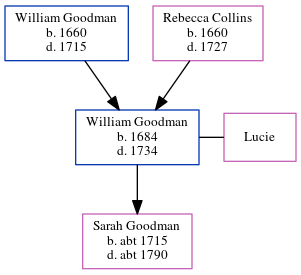 William Goodman
b. 1660
d. 1715
Rebecca Collins
b. 1660
d. 1727
William Goodman
b. 1684
d. 1734
Lucie
Sarah Goodman
b. abt 1715
d. abt 1790